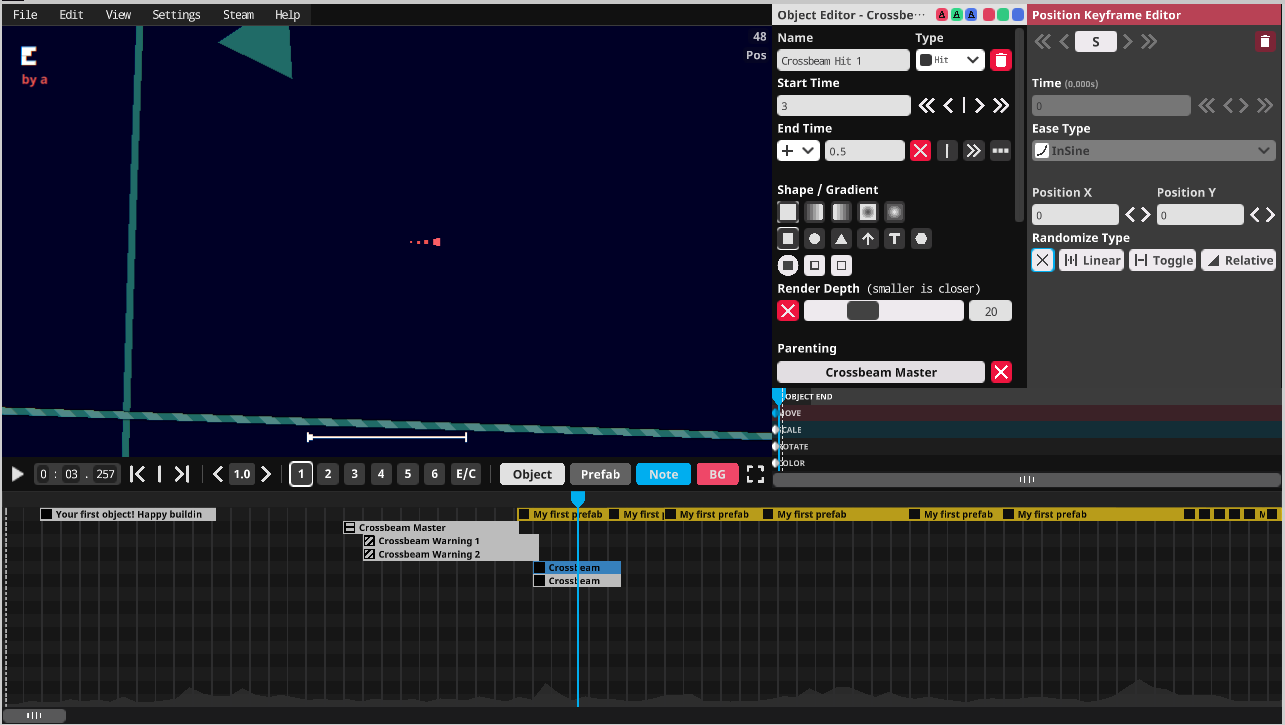 File Edit View Settings Steam Help
Object Editor - Crossbe··· A A A
Position Keyframe Editor
48
Pos
E
by a
Name Type
Crossbeam Hit 1 Hit
Start Time
3
End Time
+ 0.5
Shape / Gradient
Render Depth (smaller is closer)
20
Parenting
Crossbeam Master
S
Time (0,000s)
0
Ease Type
InSine
Position X Position Y
0 0
Randomize Type
Linear Toggle Relative
OBJECT END
MOVE
SCALE
ROTATE
COLOR
0 : 03 . 257 1.0 1 2 3 4 5 6 E/C Object Prefab Note BG
Your first object! Happy buildin
My first prefab My first p My first prefab My first prefab My first prefab My first prefab M
Crossbeam Master
Crossbeam Warning 1
Crossbeam Warning 2
Crossbeam
Crossbeam